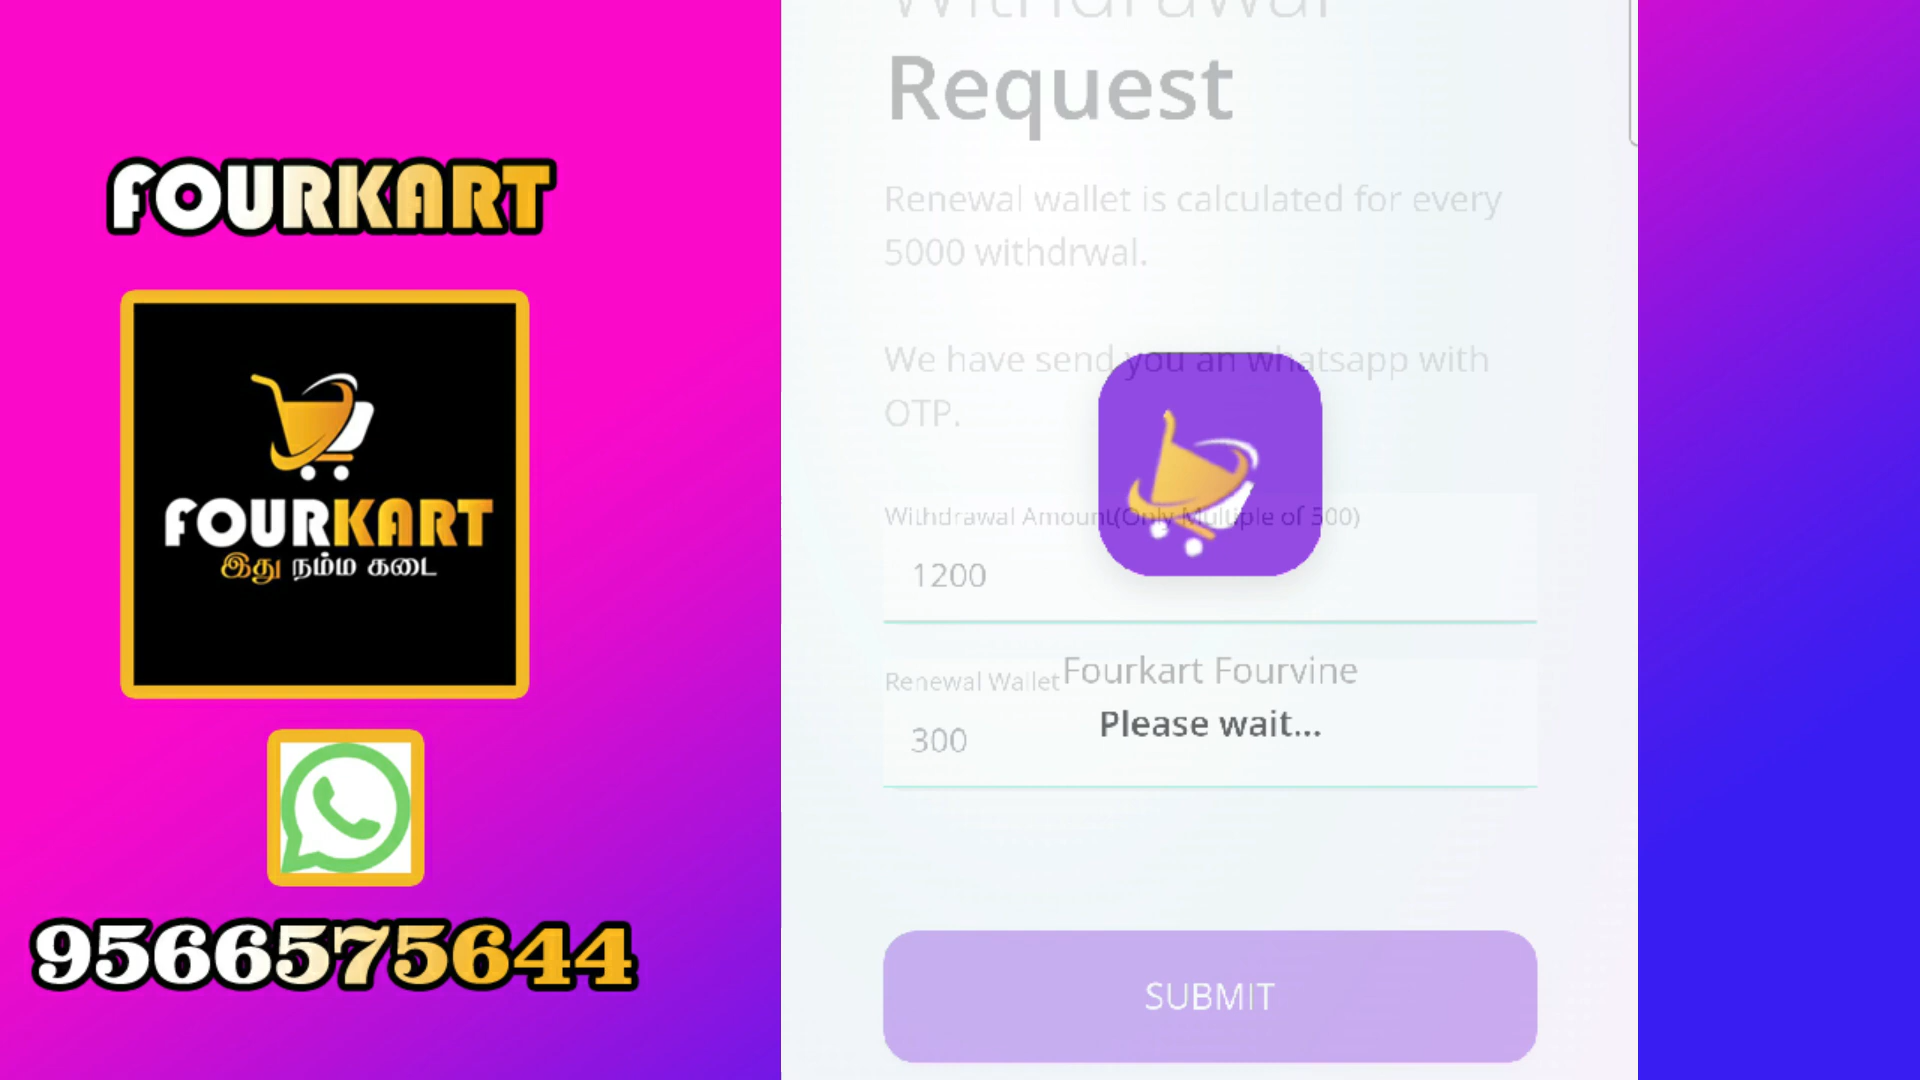 FOURKART
FOURKART
இது நம்ம கடை
9566575644
Withdrawal
Request
Renewal wallet is calculated for every
5000 withdrwal.
We have send you an whatsapp with
OTP.
Withdrawal Amount(Only Multiple of 500)
1200
Renewal Wallet
300
Fourkart Fourvine
Please wait...
SUBMIT